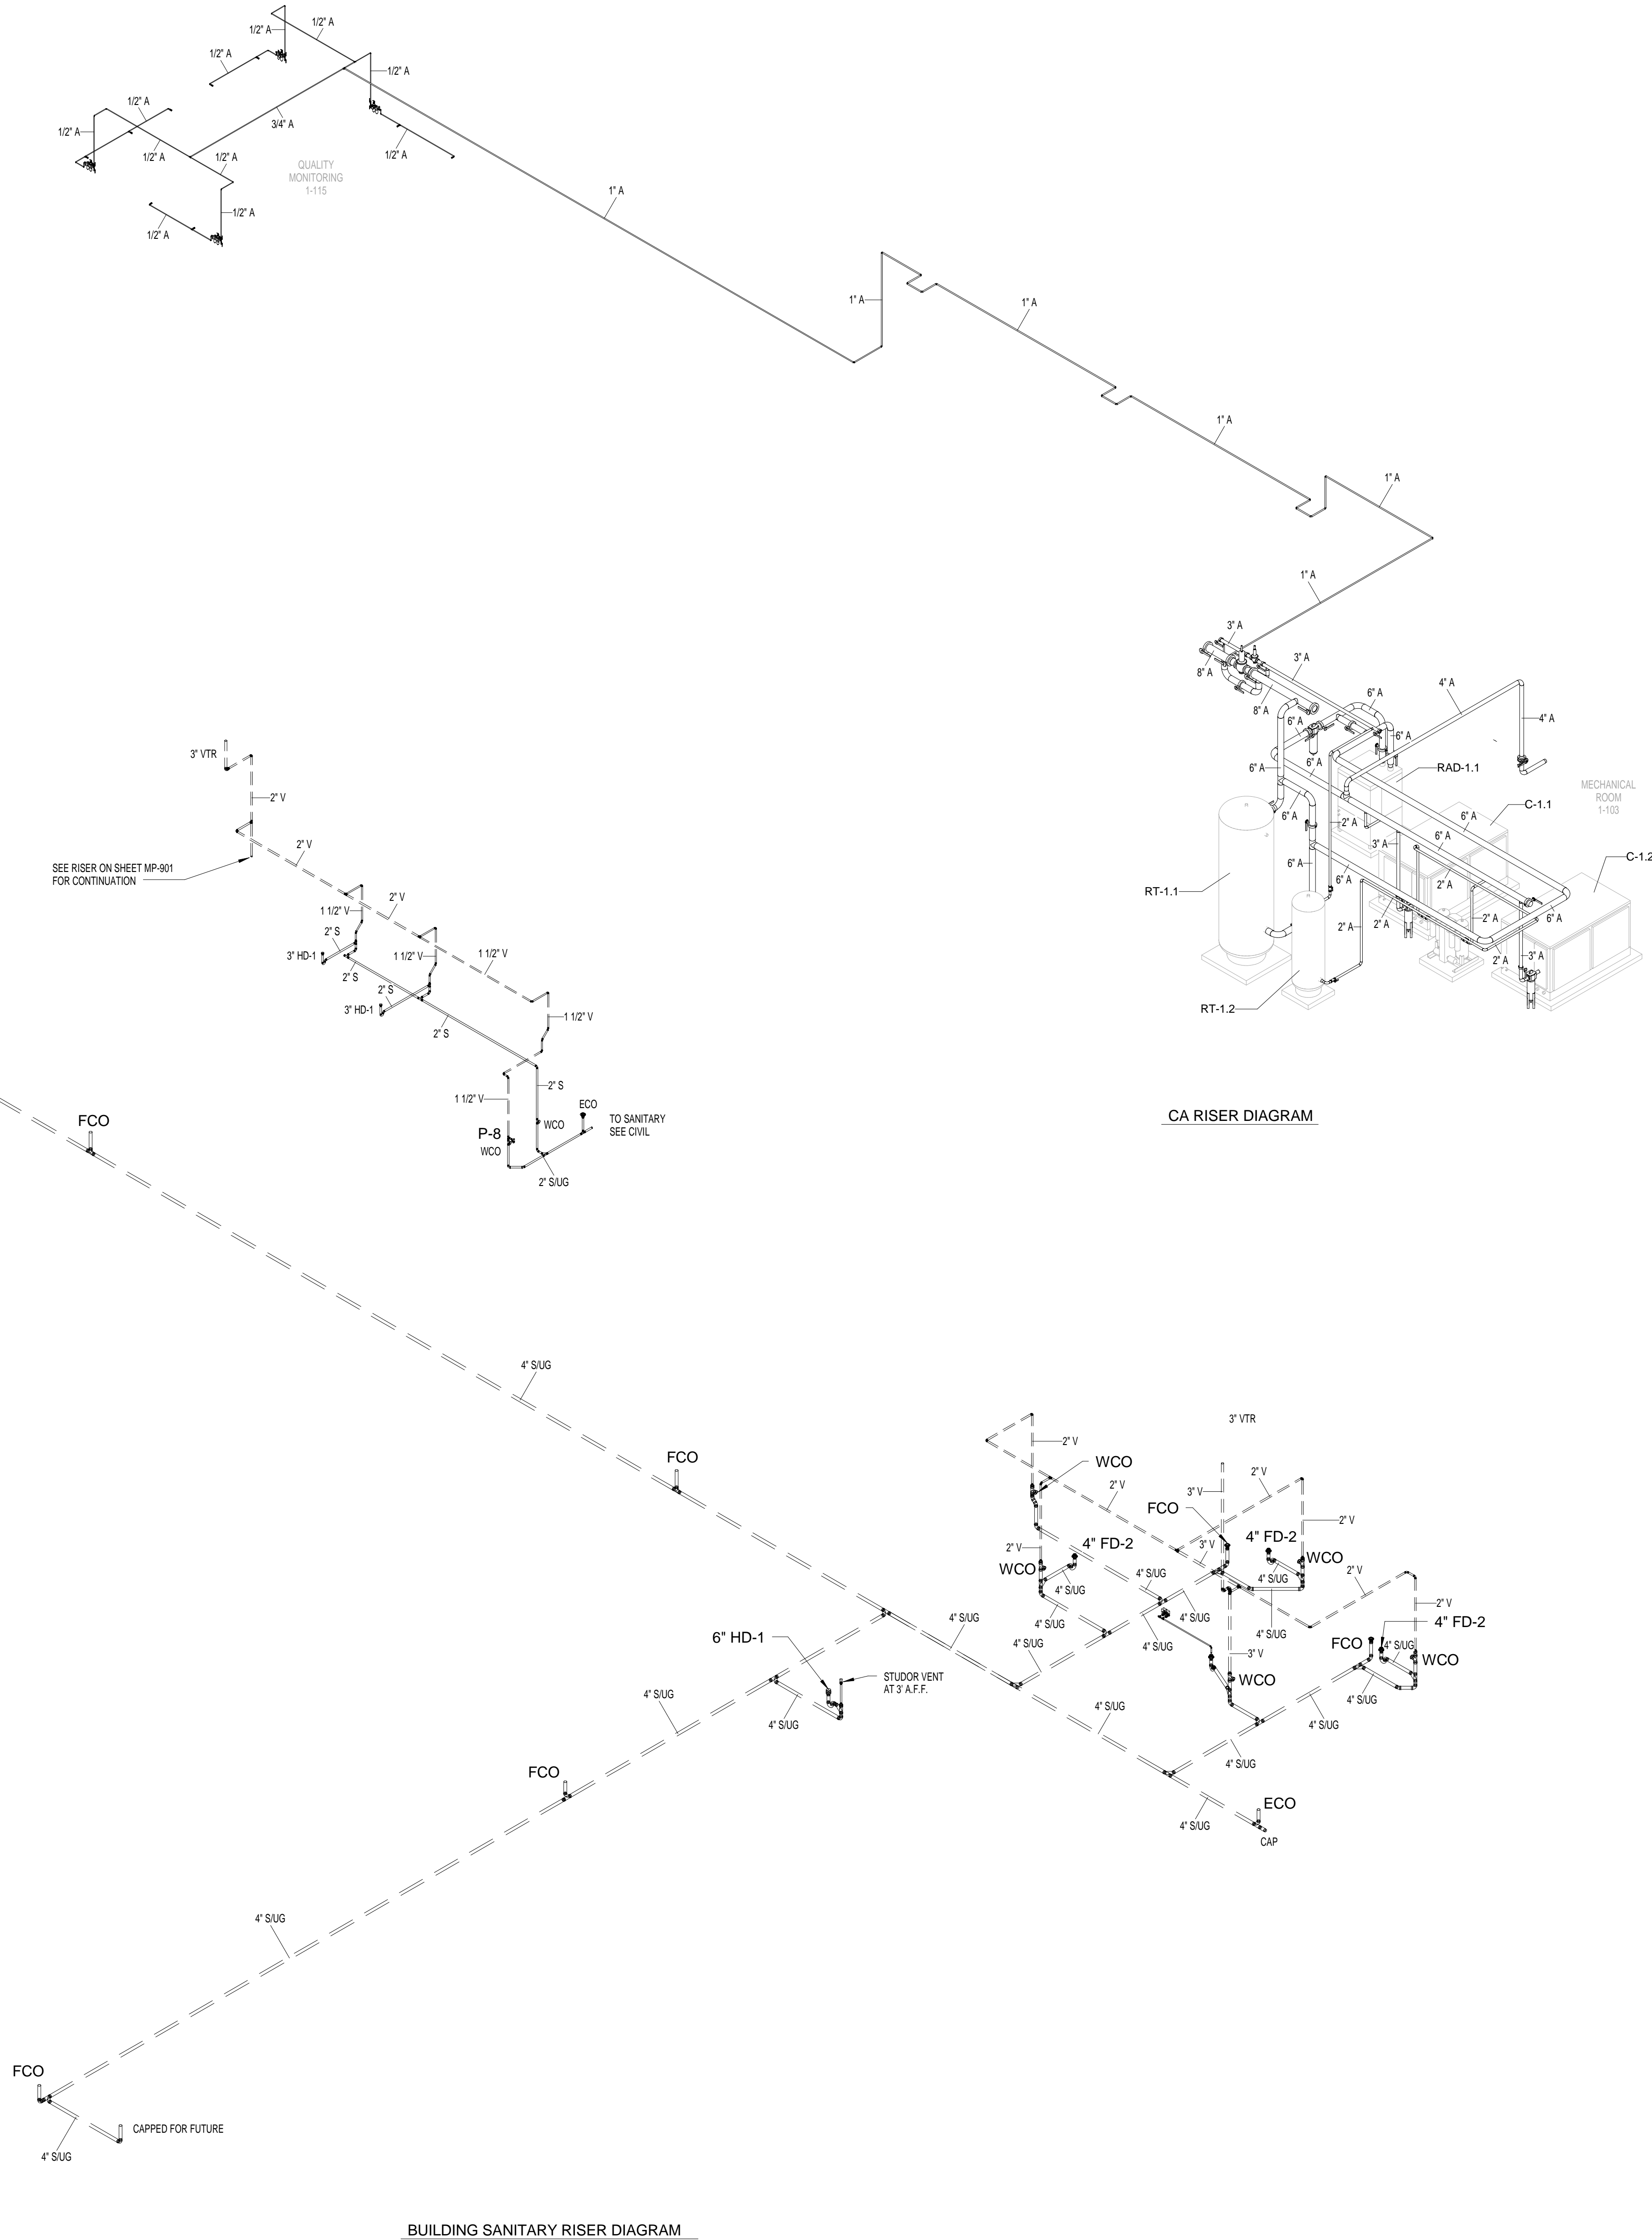 1/2" A
1/2" A
1/2" A
1/2" A
1/2" A
3/4" A
1/2" A
1/2" A
1/2" A
1/2" A
1/2" A
1/2" A
QUALITY
MONITORING
1-115
1" A
1" A
1" A
1" A
1" A
1" A
3" A
8" A
3" A
8" A
6" A
6" A
4" A
4" A
6" A
6" A
6" A
6" A
6" A
RAD-1.1
MECHANICAL
ROOM
1-103
C-1.1
2" A
3" A
6" A
6" A
C-1.2
6" A
6" A
2" A
RT-1.1
2" A
2" A
2" A
6" A
2" A
3" A
RT-1.2
CA RISER DIAGRAM
3" VTR
2" V
2" V
SEE RISER ON SHEET MP-901
FOR CONTINUATION
2" V
1 1/2" V
2" S
3" HD-1
2" S
1 1/2" V
1 1/2" V
2" S
3" HD-1
2" S
1 1/2" V
2" S
1 1/2" V
ECO
TO SANITARY
SEE CIVIL
WCO
P-8
WCO
2" S/UG
FCO
4" S/UG
FCO
3" VTR
2" V
WCO
2" V
3" V
2" V
FCO
2" V
4" FD-2
2" V
4" FD-2
3" V
WCO
WCO
4" S/UG
4" S/UG
4" S/UG
2" V
2" V
4" S/UG
4" S/UG
4" S/UG
4" S/UG
4" S/UG
4" FD-2
FCO
4" S/UG
WCO
4" S/UG
6" HD-1
3" V
WCO
STUDOR VENT
AT 3' A.F.F.
4" S/UG
4" S/UG
4" S/UG
4" S/UG
4" S/UG
4" S/UG
FCO
4" S/UG
ECO
CAP
4" S/UG
FCO
CAPPED FOR FUTURE
4" S/UG
BUILDING SANITARY RISER DIAGRAM